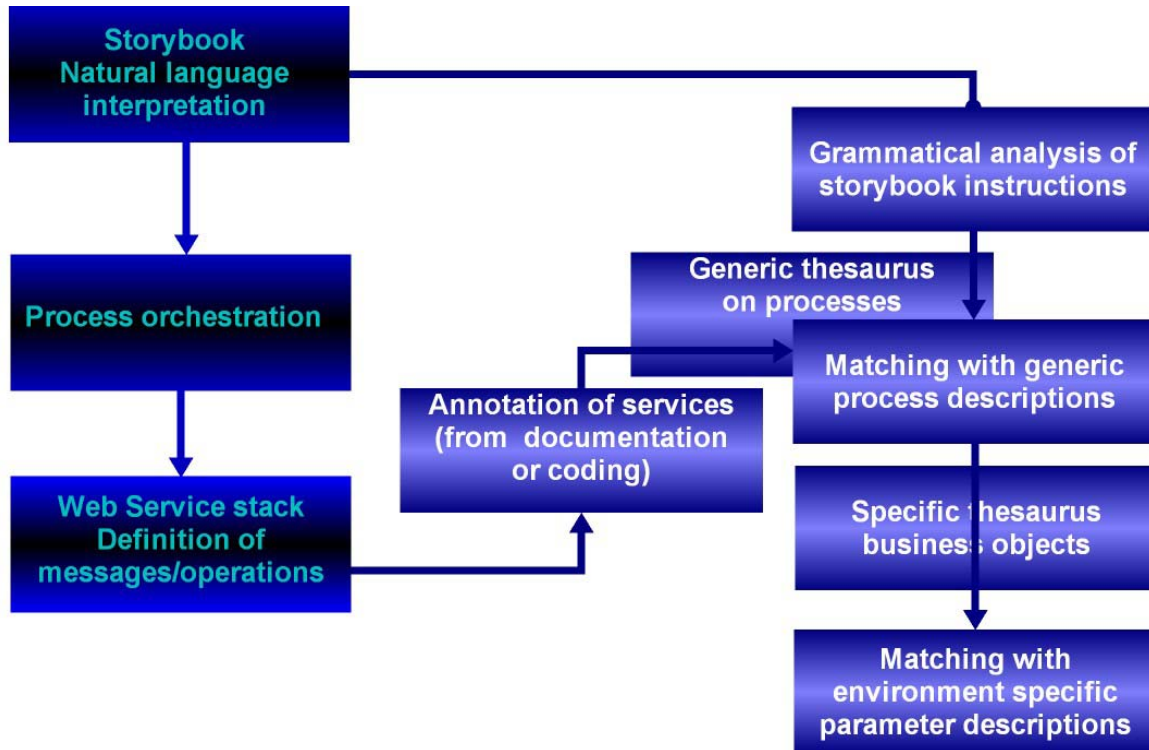 Storybook
Natural language
interpretation
Grammatical analysis of
storybook instructions
Generic thesaurus
on processes
Process orchestration
Matching with generic
process descriptions
Annotation of services
(from documentation
or coding)
Web Service stack
Definition of
messages/operations
Specific thesaurus
business objects
Matching with
environment specific
parameter descriptions